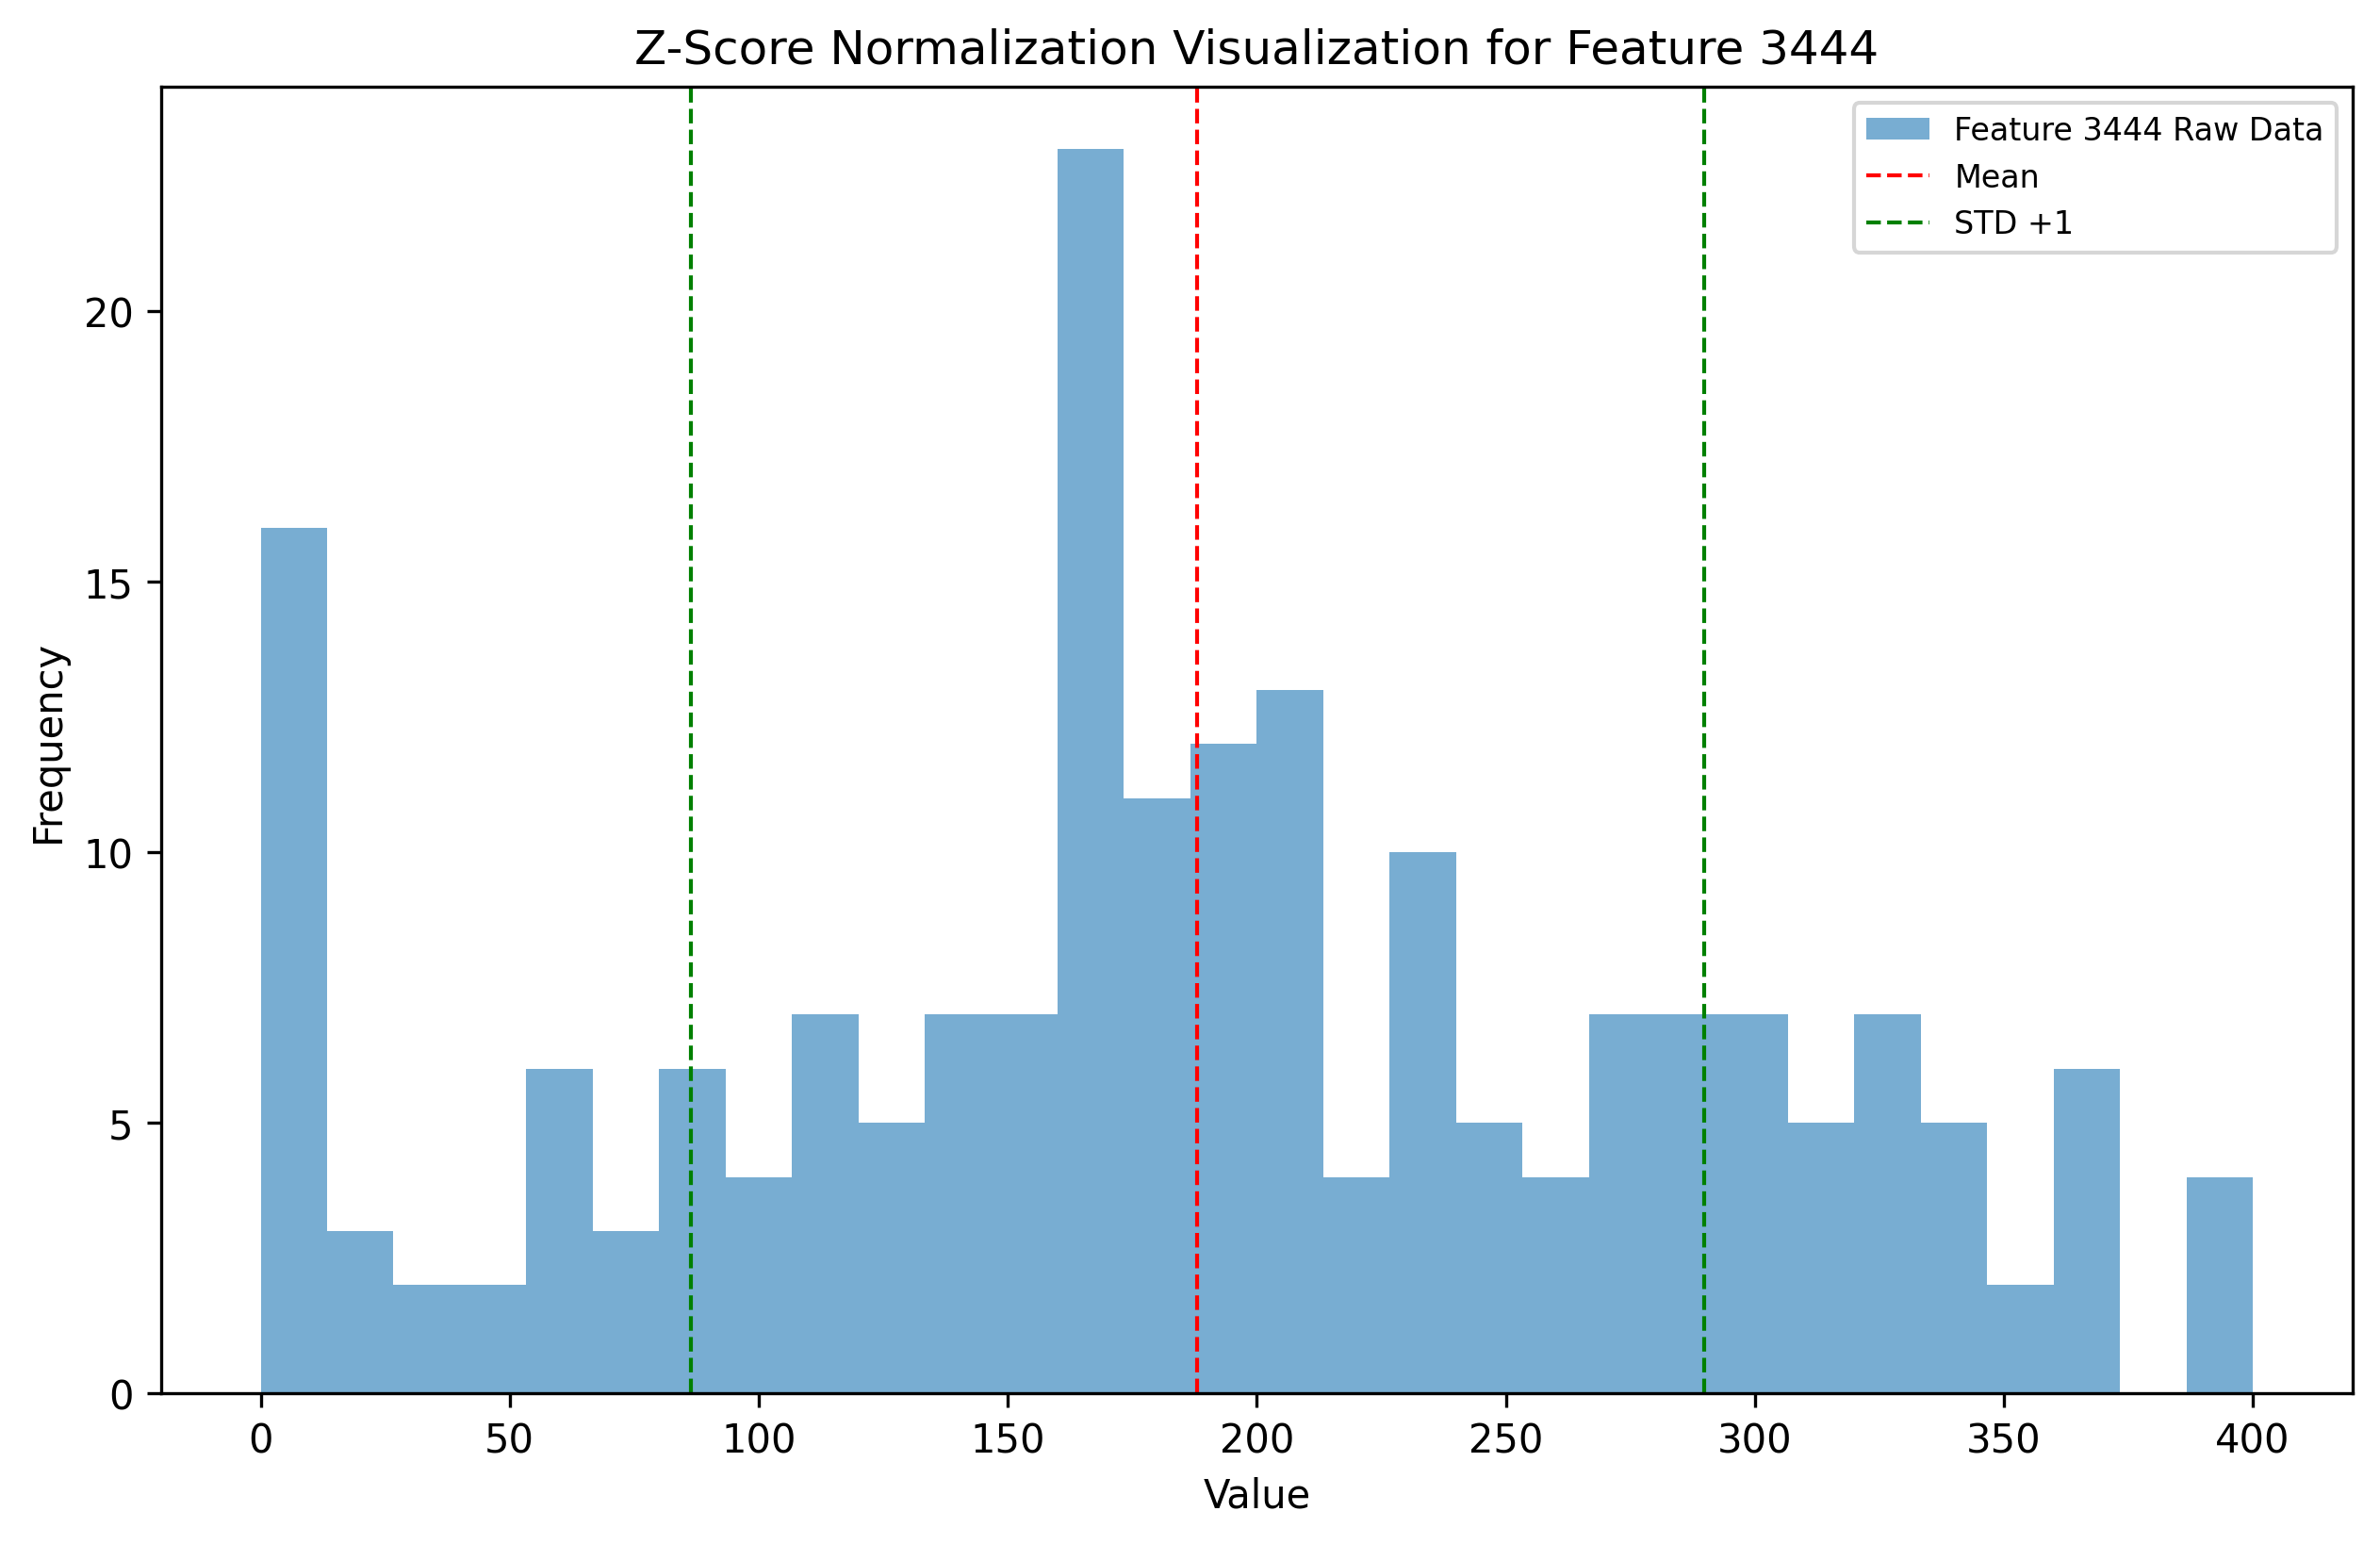 Z-Score Normalization Visualization for Feature 3444
Feature 3444 Raw Data
Mean
STD +1
20
15
10
5
0
Frequency
0 50 100 150 200 250 300 350 400
Value